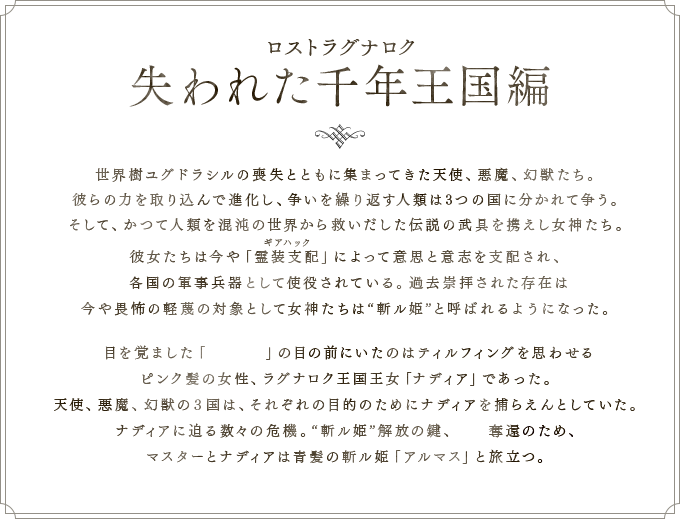 ロストラグナロク
失われた千年王国編
世界樹ユグドラシルの喪失とともに集まってきた天使、悪魔、幻獣たち。
彼らの力を取り込んで進化し、争いを繰り返す人類は3つの国に分かれて争う。
そして、かつて人類を混沌の世界から救いだした伝説の武具を携えし女神たち。
ギアハック
彼女たちは今や「霊装支配」によって意思と意志を支配され、
各国の軍事兵器として使役されている。過去崇拝された存在は
今や畏怖の軽蔑の対象として女神たちは“斬ル姫”と呼ばれるようになった。
目を覚ました「　　　」の目の前にいたのはティルフィングを思わせる
ピンク髪の女性、ラグナロク王国王女「ナディア」であった。
天使、悪魔、幻獣の３国は、それぞれの目的のためにナディアを捕らえんとしていた。
ナディアに迫る数々の危機。“斬ル姫”解放の鍵、　　奪還のため、
マスターとナディアは青髪の斬ル姫「アルマス」と旅立つ。